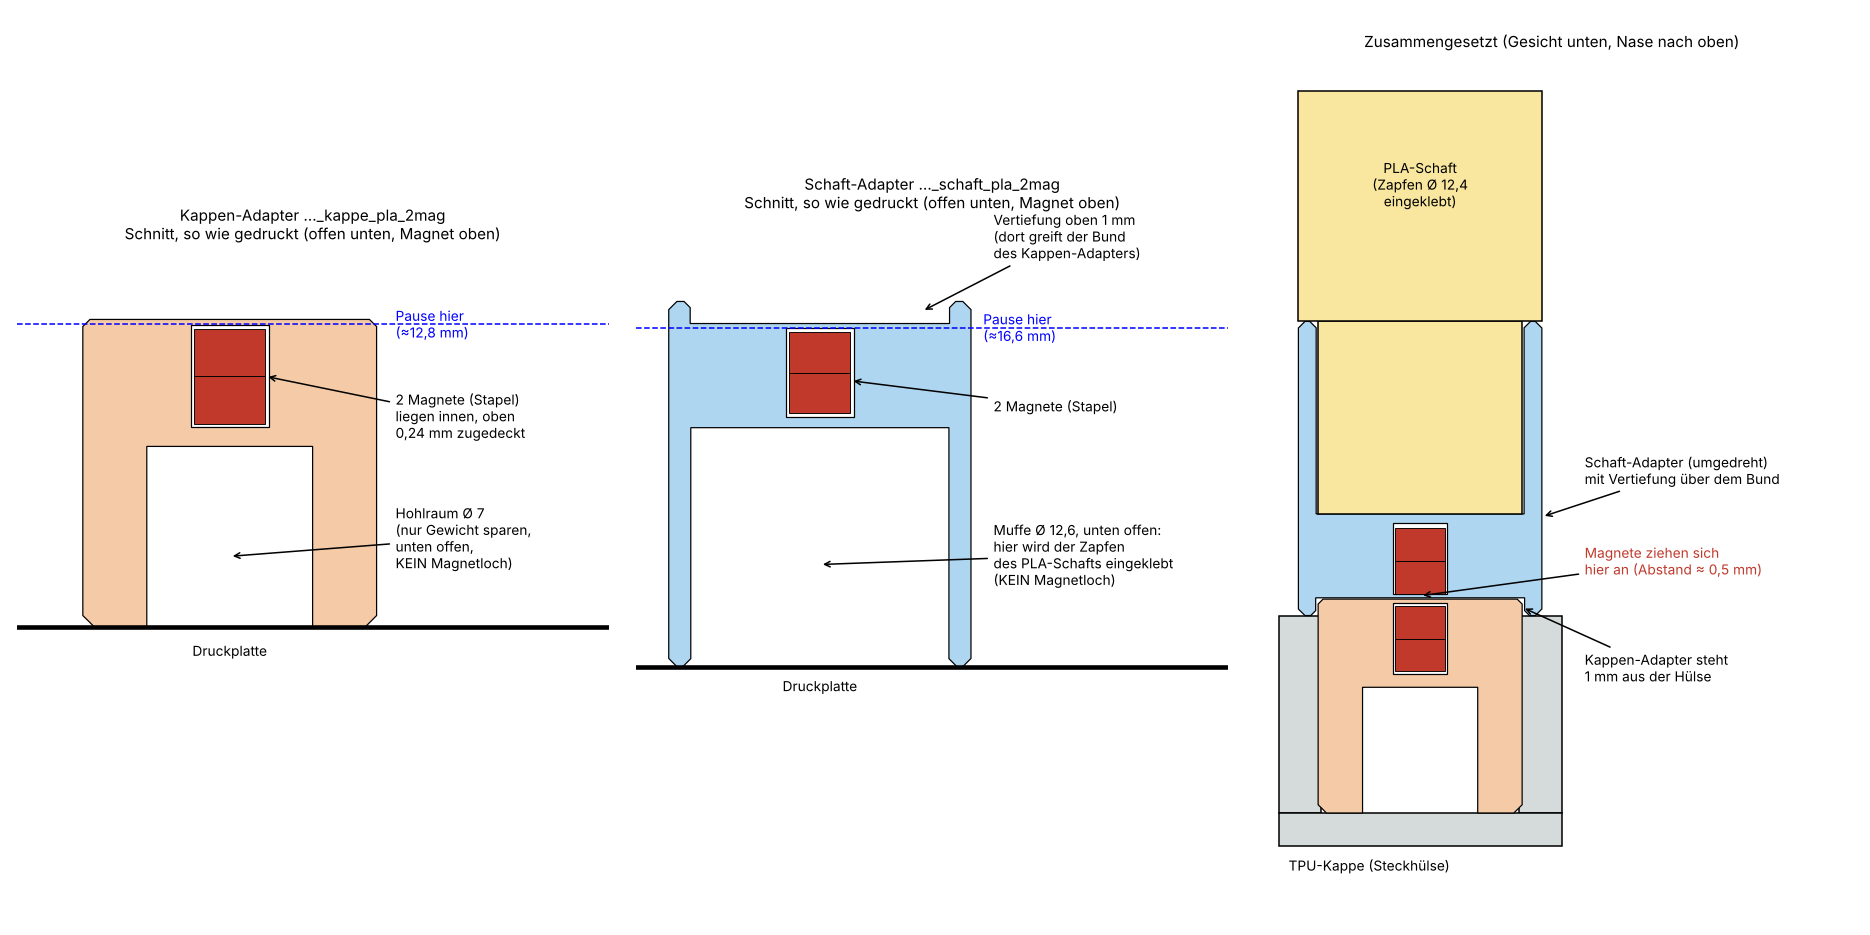 Kappen-Adapter ..._kappe_pla_2mag
Schnitt, so wie gedruckt (offen unten, Magnet oben)
Pause hier
(≈12,8 mm)
2 Magnete (Stapel)
liegen innen, oben
0,24 mm zugedeckt
Hohlraum Ø 7
(nur Gewicht sparen,
unten offen,
KEIN Magnetloch)
Druckplatte
Schaft-Adapter ..._schaft_pla_2mag
Schnitt, so wie gedruckt (offen unten, Magnet oben)
Vertiefung oben 1 mm
(dort greift der Bund
des Kappen-Adapters)
Pause hier
(≈16,6 mm)
2 Magnete (Stapel)
Muffe Ø 12,6, unten offen:
hier wird der Zapfen
des PLA-Schafts eingeklebt
(KEIN Magnetloch)
Druckplatte
Zusammengesetzt (Gesicht unten, Nase nach oben)
PLA-Schaft
(Zapfen Ø 12,4
eingeklebt)
Schaft-Adapter (umgedreht)
mit Vertiefung über dem Bund
Magnete ziehen sich
hier an (Abstand ≈ 0,5 mm)
Kappen-Adapter steht
1 mm aus der Hülse
TPU-Kappe (Steckhülse)